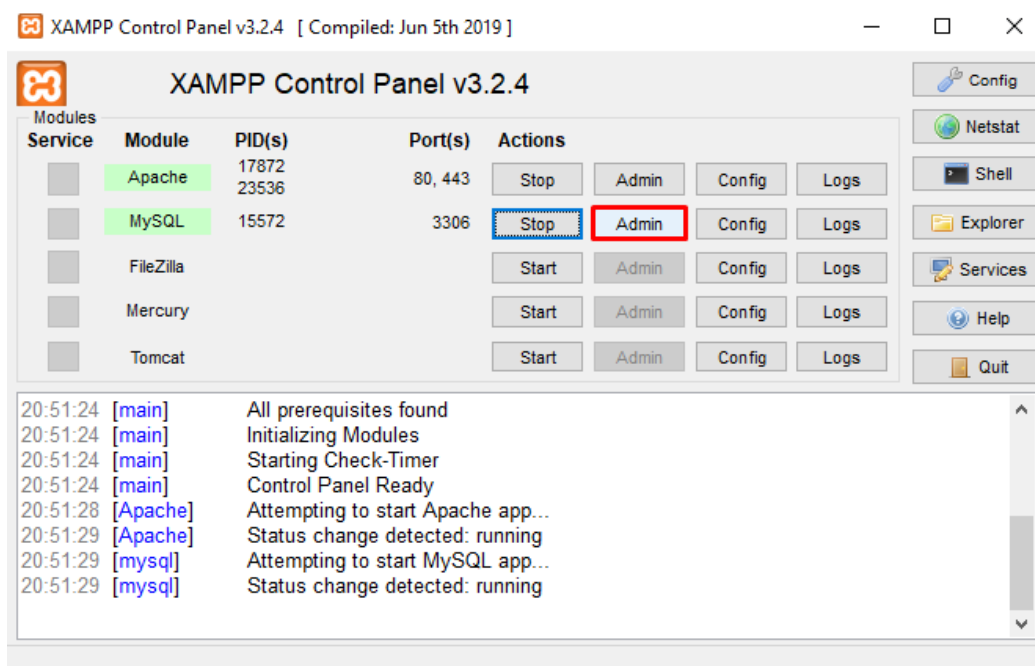 XAMPP Control Panel v3.2.4 [ Compiled: Jun 5th 2019 ]
XAMPP Control Panel v3.2.4
Config
Modules
Service Module PID(s) Port(s) Actions
Netstat
Apache 17872 23536 80, 443 Stop Admin Config Logs
Shell
MySQL 15572 3306 Stop Admin Config Logs
Explorer
FileZilla Start Admin Config Logs
Services
Mercury Start Admin Config Logs
Help
Tomcat Start Admin Config Logs
Quit
20:51:24 [main] All prerequisites found
20:51:24 [main] Initializing Modules
20:51:24 [main] Starting Check-Timer
20:51:24 [main] Control Panel Ready
20:51:28 [Apache] Attempting to start Apache app...
20:51:29 [Apache] Status change detected: running
20:51:29 [mysql] Attempting to start MySQL app...
20:51:29 [mysql] Status change detected: running